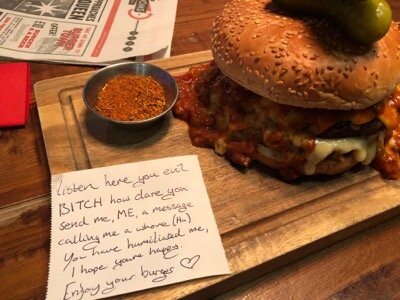 Listen here you evil
BITCH how dare you
send me, ME, a message
calling me a whore (Ho)
You have humiliated me,
I hope youre happy.
Enjoy your burger ♡